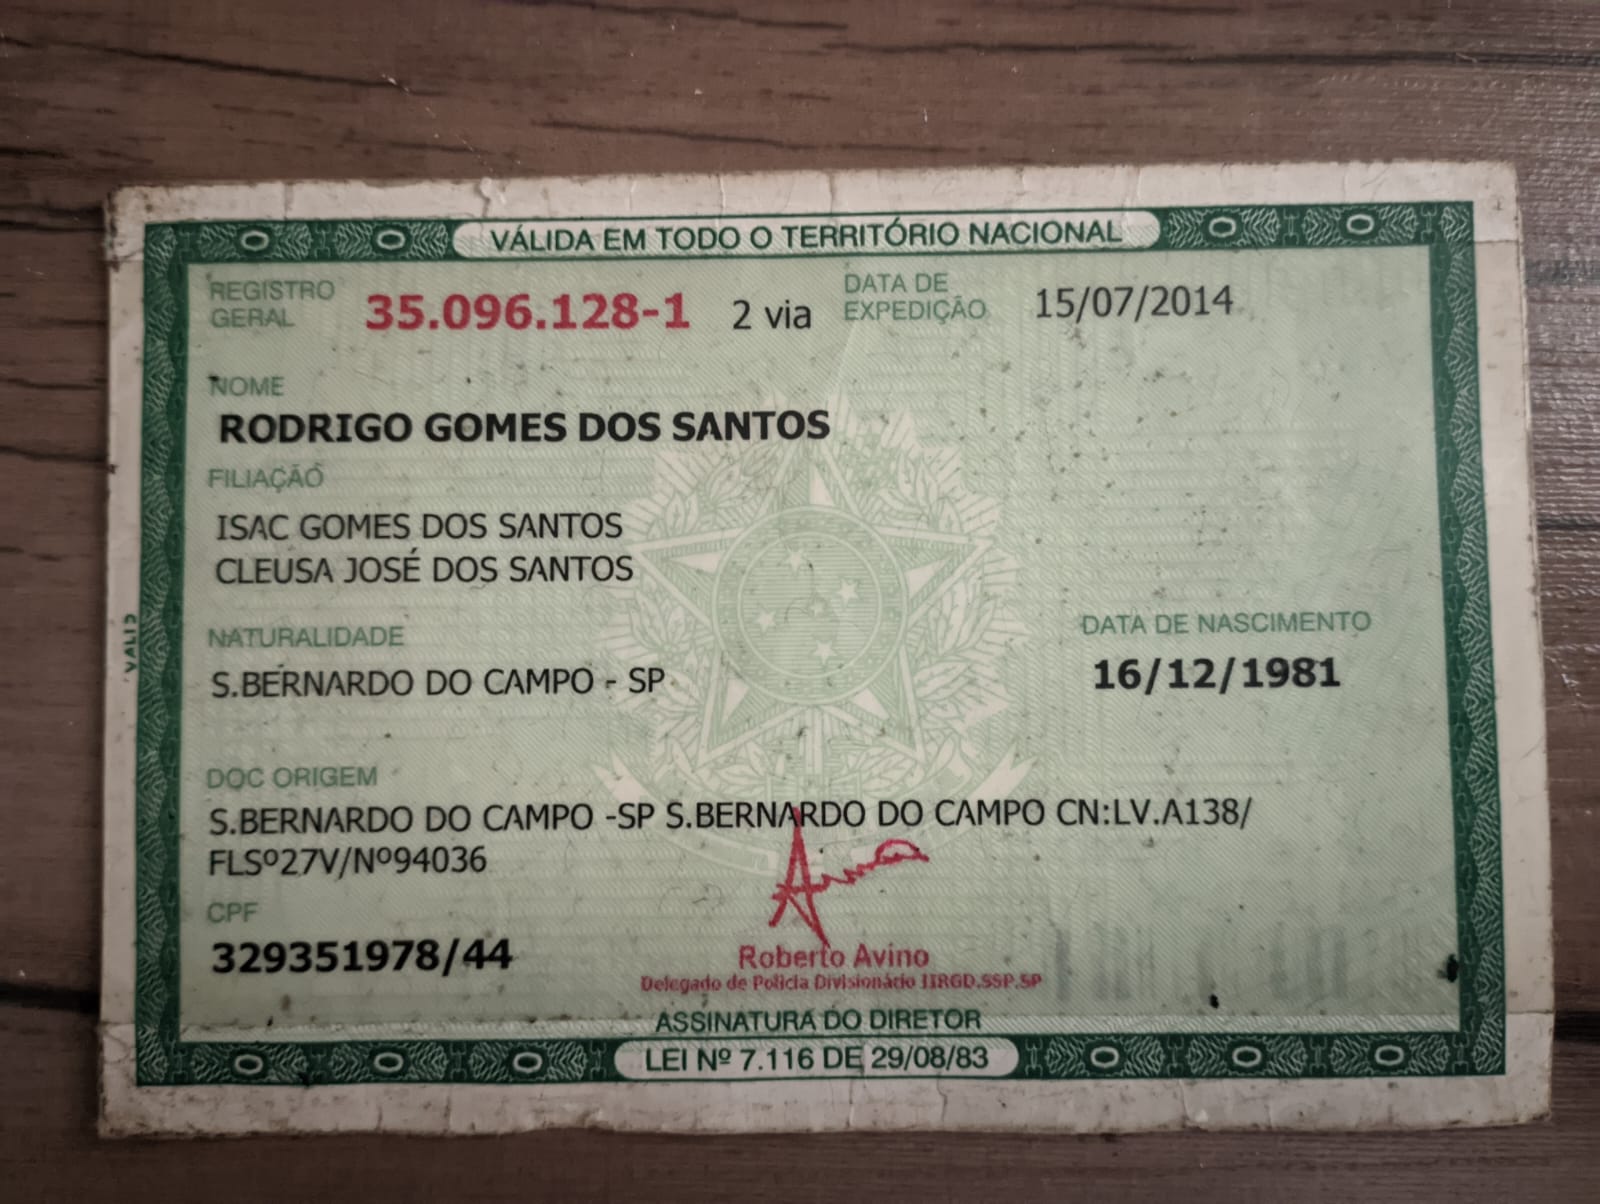 VÁLIDA EM TODO O TERRITÓRIO NACIONAL
REGISTRO GERAL 35.096.128-1 2 via DATA DE EXPEDIÇÃO 15/07/2014
NOME
RODRIGO GOMES DOS SANTOS
FILIAÇÃO
ISAC GOMES DOS SANTOS
CLEUSA JOSÉ DOS SANTOS
NATURALIDADE DATA DE NASCIMENTO
S.BERNARDO DO CAMPO - SP 16/12/1981
DOC ORIGEM
S.BERNARDO DO CAMPO -SP S.BERNARDO DO CAMPO CN:LV.A138/
FLSº27V/Nº94036
CPF
329351978/44
Roberto Avino
Delegado de Polícia Divisionário IIRGD.SSP.SP
ASSINATURA DO DIRETOR
LEI Nº 7.116 DE 29/08/83